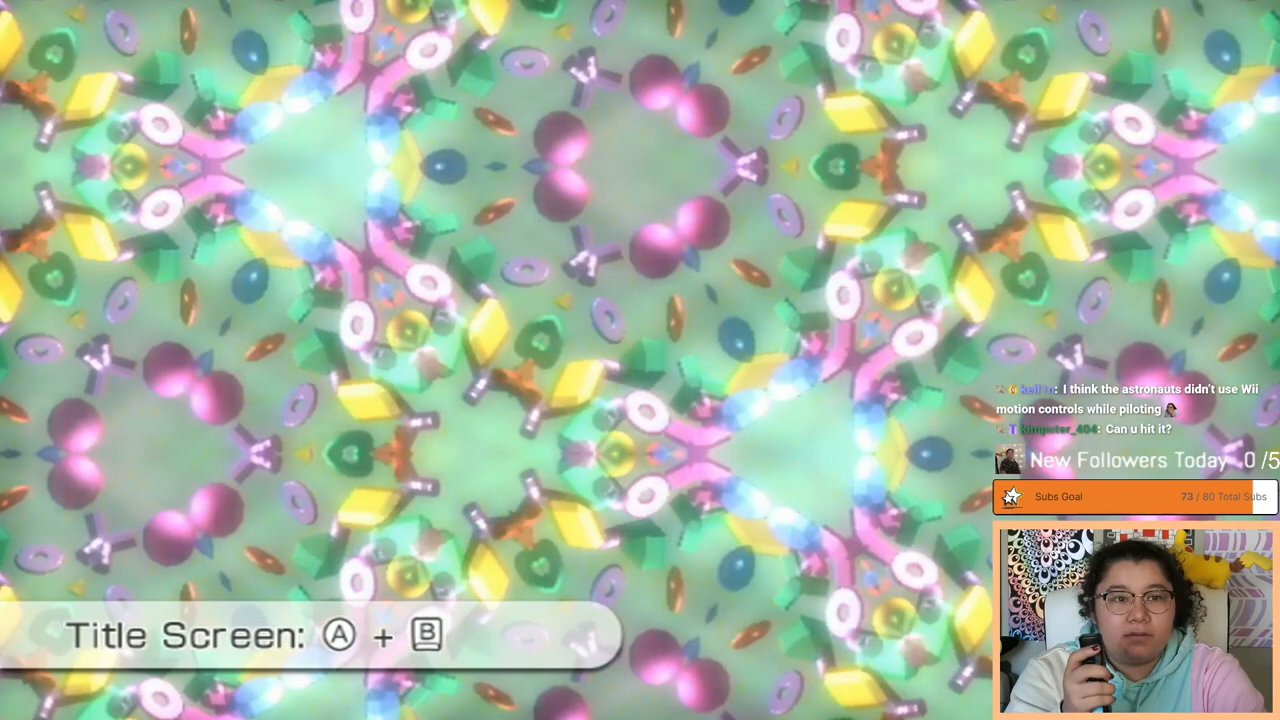 Title Screen: A + B
: I think the astronauts didn't use Wii
motion controls while piloting
kimputer_404: Can u hit it?
New Followers Today- 0 /5
Subs Goal 73 / 80 Total Subs